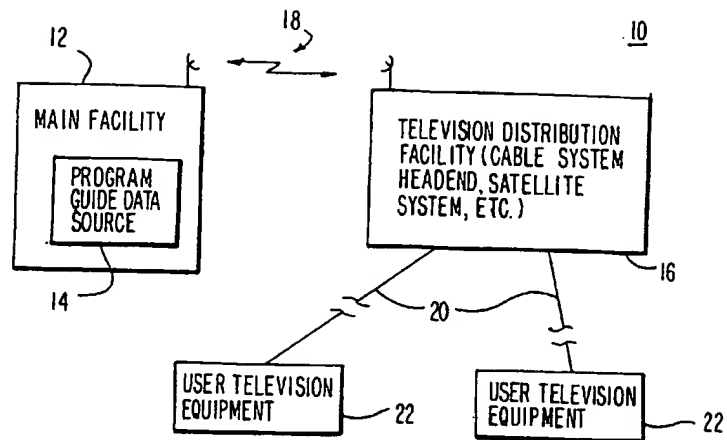 18
10
12
MAIN FACILITY
PROGRAM
GUIDE DATA
SOURCE
14
TELEVISION DISTRIBUTION
FACILITY (CABLE SYSTEM
HEADEND, SATELLITE
SYSTEM, ETC.)
16
20
USER TELEVISION
EQUIPMENT
22
USER TELEVISION
EQUIPMENT
22